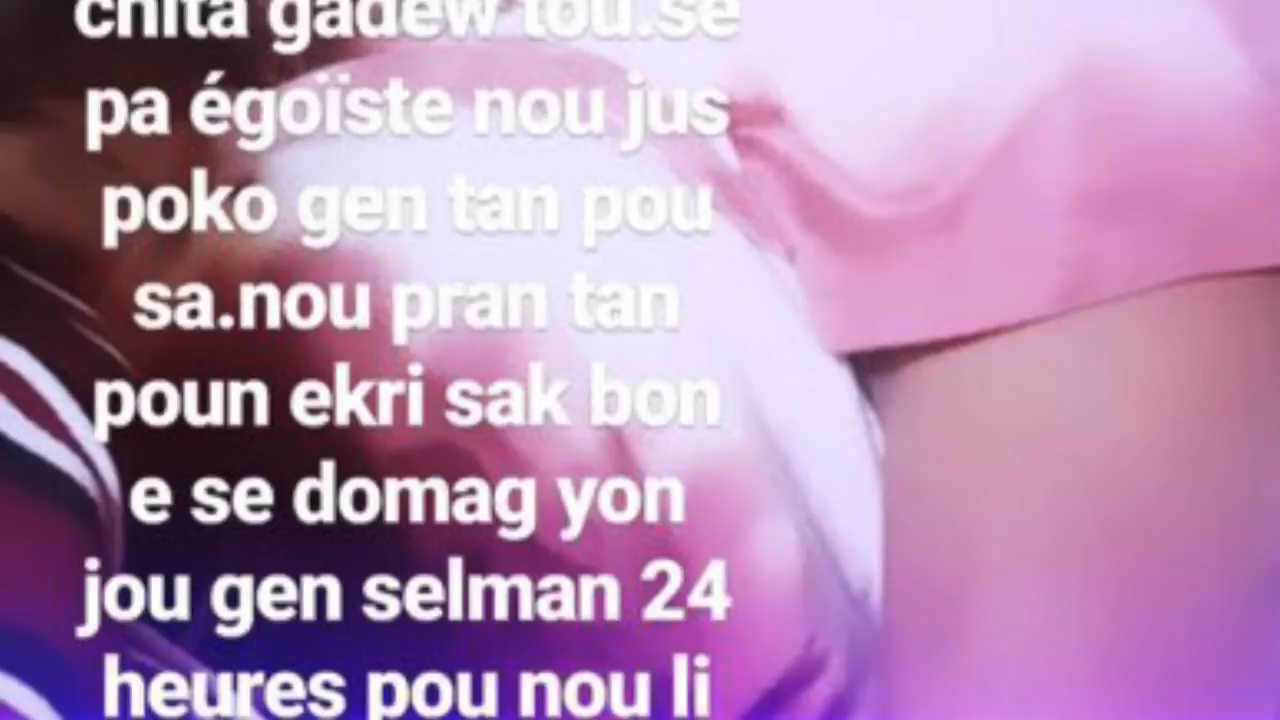 chita gadew tou.se
pa égoïste nou jus
poko gen tan pou
sa.nou pran tan
poun ekri sak bon
e se domag yon
jou gen selman 24
heures pou nou li